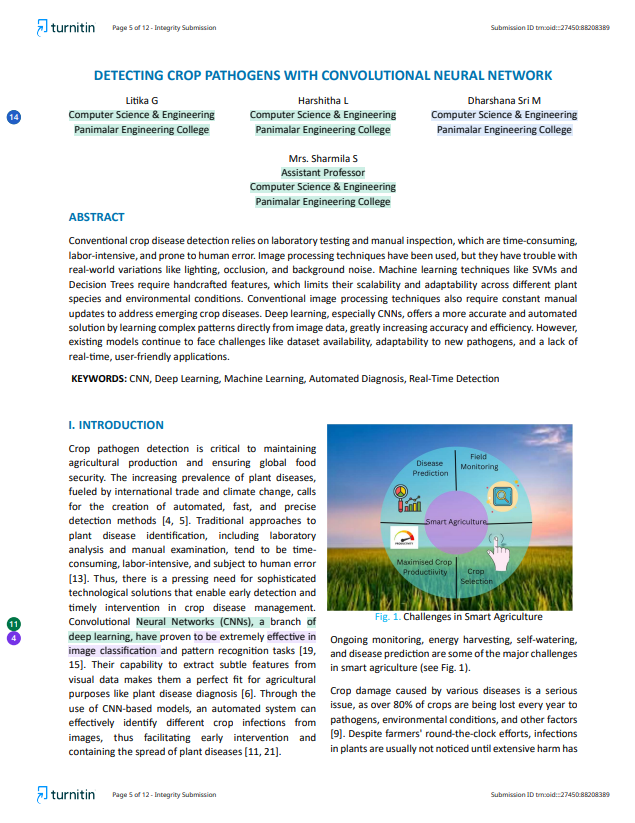 turnitin Page 5 of 12 - Integrity Submission Submission ID trn:oid:::27450:88208389
DETECTING CROP PATHOGENS WITH CONVOLUTIONAL NEURAL NETWORK
Litika G
Computer Science & Engineering
Panimalar Engineering College
Harshitha L
Computer Science & Engineering
Panimalar Engineering College
Dharshana Sri M
Computer Science & Engineering
Panimalar Engineering College
14
Mrs. Sharmila S
Assistant Professor
Computer Science & Engineering
Panimalar Engineering College
ABSTRACT
Conventional crop disease detection relies on laboratory testing and manual inspection, which are time-consuming,
labor-intensive, and prone to human error. Image processing techniques have been used, but they have trouble with
real-world variations like lighting, occlusion, and background noise. Machine learning techniques like SVMs and
Decision Trees require handcrafted features, which limits their scalability and adaptability across different plant
species and environmental conditions. Conventional image processing techniques also require constant manual
updates to address emerging crop diseases. Deep learning, especially CNNs, offers a more accurate and automated
solution by learning complex patterns directly from image data, greatly increasing accuracy and efficiency. However,
existing models continue to face challenges like dataset availability, adaptability to new pathogens, and a lack of
real-time, user-friendly applications.
KEYWORDS: CNN, Deep Learning, Machine Learning, Automated Diagnosis, Real-Time Detection
I. INTRODUCTION
Crop pathogen detection is critical to maintaining
agricultural production and ensuring global food
security. The increasing prevalence of plant diseases,
fueled by international trade and climate change, calls
for the creation of automated, fast, and precise
detection methods [4, 5]. Traditional approaches to
plant disease identification, including laboratory
analysis and manual examination, tend to be time-
consuming, labor-intensive, and subject to human error
[13]. Thus, there is a pressing need for sophisticated
technological solutions that enable early detection and
timely intervention in crop disease management.
Convolutional Neural Networks (CNNs), a branch of
deep learning, have proven to be extremely effective in
image classification and pattern recognition tasks [19,
15]. Their capability to extract subtle features from
visual data makes them a perfect fit for agricultural
purposes like plant disease diagnosis [6]. Through the
use of CNN-based models, an automated system can
effectively identify different crop infections from
images, thus facilitating early intervention and
containing the spread of plant diseases [11, 21].
11
4
Disease
Prediction
Field
Monitoring
Smart Agriculture
PRODUCTIVITY
Maximised Crop
Productiivity
Crop
Selection
Fig. 1. Challenges in Smart Agriculture
Ongoing monitoring, energy harvesting, self-watering,
and disease prediction are some of the major challenges
in smart agriculture (see Fig. 1).
Crop damage caused by various diseases is a serious
issue, as over 80% of crops are being lost every year to
pathogens, environmental conditions, and other factors
[9]. Despite farmers' round-the-clock efforts, infections
in plants are usually not noticed until extensive harm has
turnitin Page 5 of 12 - Integrity Submission Submission ID trn:oid:::27450:88208389